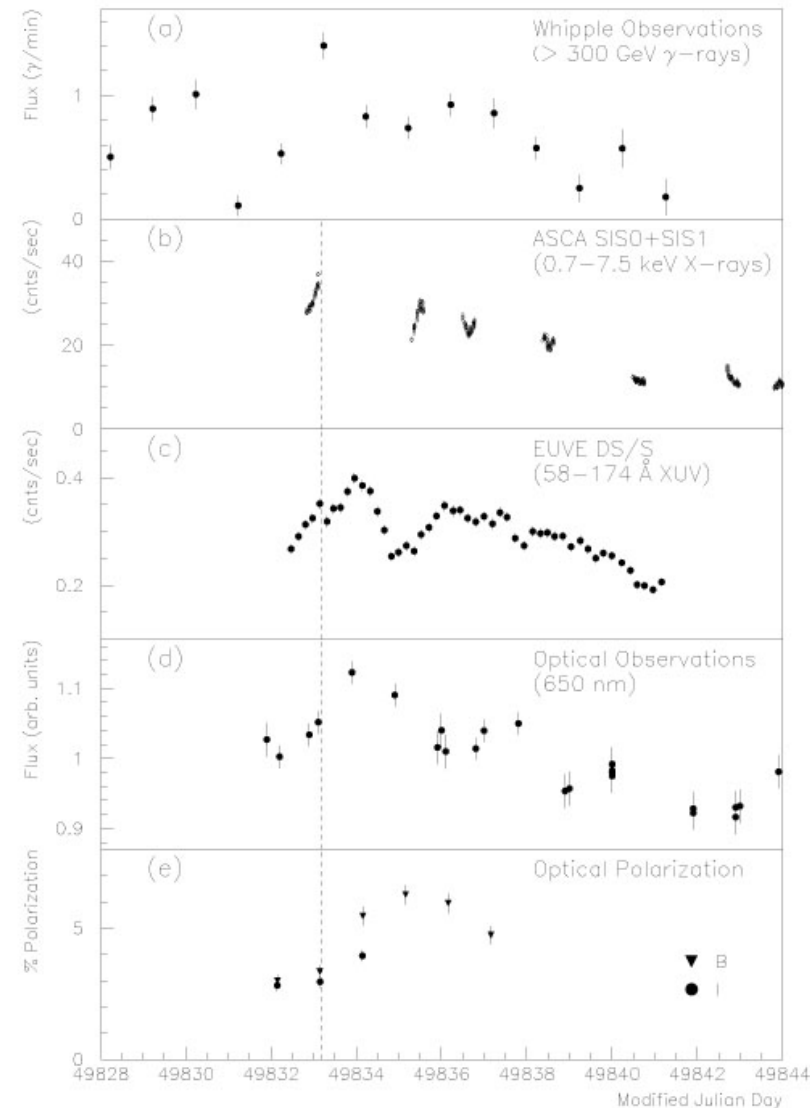 (a)
Whipple Observations
(> 300 GeV γ-rays)
Flux (γ/min)
1
0
(b)
ASCA SIS0+SIS1
(0.7-7.5 keV X-rays)
(cnts/sec)
40
20
0
(c)
EUVE DS/S
(58-174 Å XUV)
(cnts/sec)
0.4
0.2
(d)
Optical Observations
(650 nm)
Flux (arb. units)
1.1
1
0.9
(e)
Optical Polarization
% Polarization
5
0
B
I
49828 49830 49832 49834 49836 49838 49840 49842 49844
Modified Julian Day